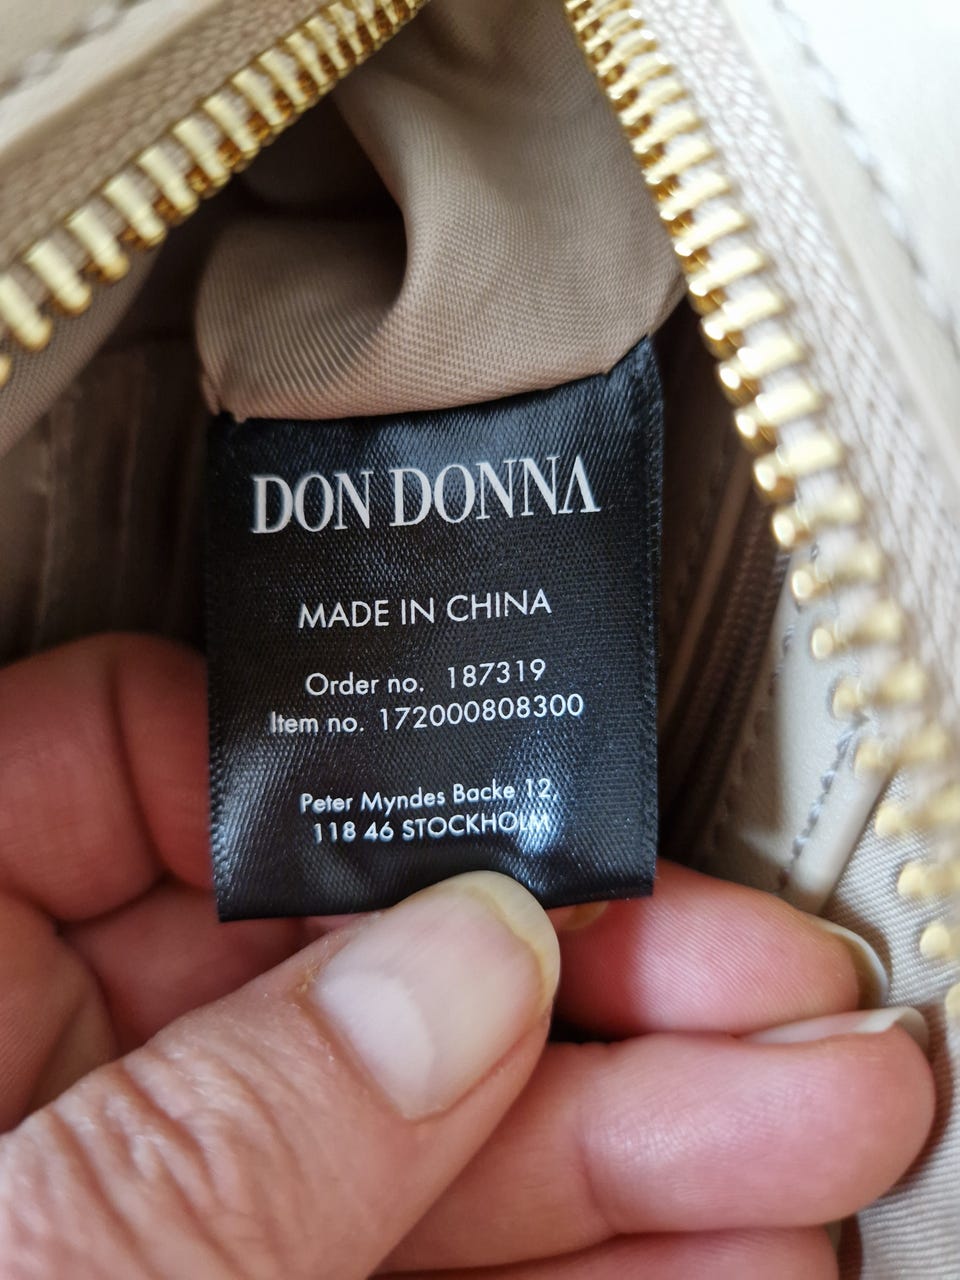 DON DONNA
MADE IN CHINA
Order no. 187319
Item no. 172000808300
Peter Myndes Backe 12,
118 46 STOCKHOLM